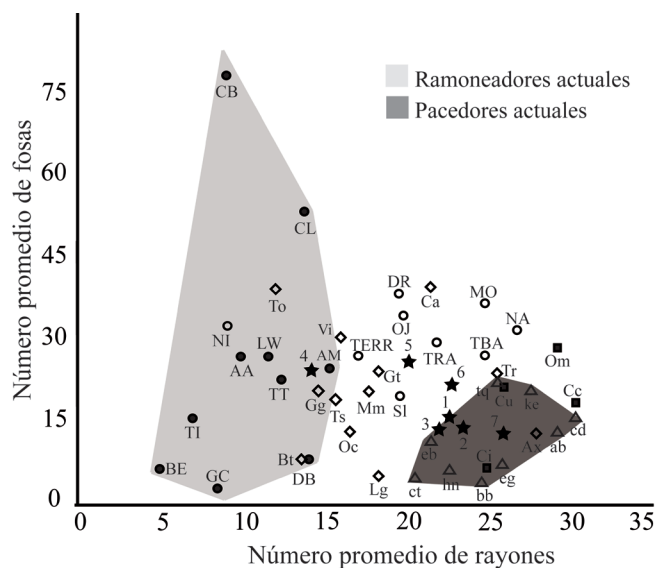 Número promedio de fosas
75
60
45
30
15
0
Ramoneadores actuales
Pacedores actuales
CB
CL
To
DR
Ca
MO
OJ
NA
NI
Vi
TERR
5
TRA
TBA
Om
AA
LW
4
AM
Gt
6
Tr
TT
Gg
Ts
Mm
Sl
tq
Cu
ke
Cc
TI
Oc
1
3
2
7
Ax
cd
ab
eb
BE
Bt
DB
GC
Lg
ct
hn
Ci
bb
eg
0 5 10 15 20 25 30 35
Número promedio de rayones